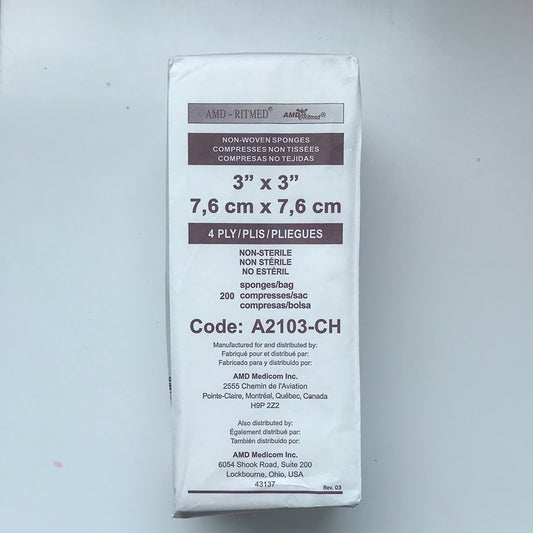 AMD – RITMED® AMD Ritmed®
NON-WOVEN SPONGES
COMPRESSES NON TISSÉES
COMPRESAS NO TEJIDAS
3” x 3”
7,6 cm x 7,6 cm
4 PLY/PLIS/PLIEGUES
NON-STERILE
NON STÉRILE
NO ESTÉRIL
sponges/bag
200 compresses/sac
compresas/bolsa
Code: A2103-CH
Manufactured for and distributed by:
Fabriqué pour et distribué par:
Fabricado para y distribuido par:
AMD Medicom Inc.
2555 Chemin de l'Aviation
Pointe-Claire, Montréal, Québec, Canada
H9P 2Z2
Also distributed by:
Également distribué par:
También distribuido por:
AMD Medicom Inc.
6054 Shook Road, Suite 200
Lockbourne, Ohio, USA
43137
Rev. 03